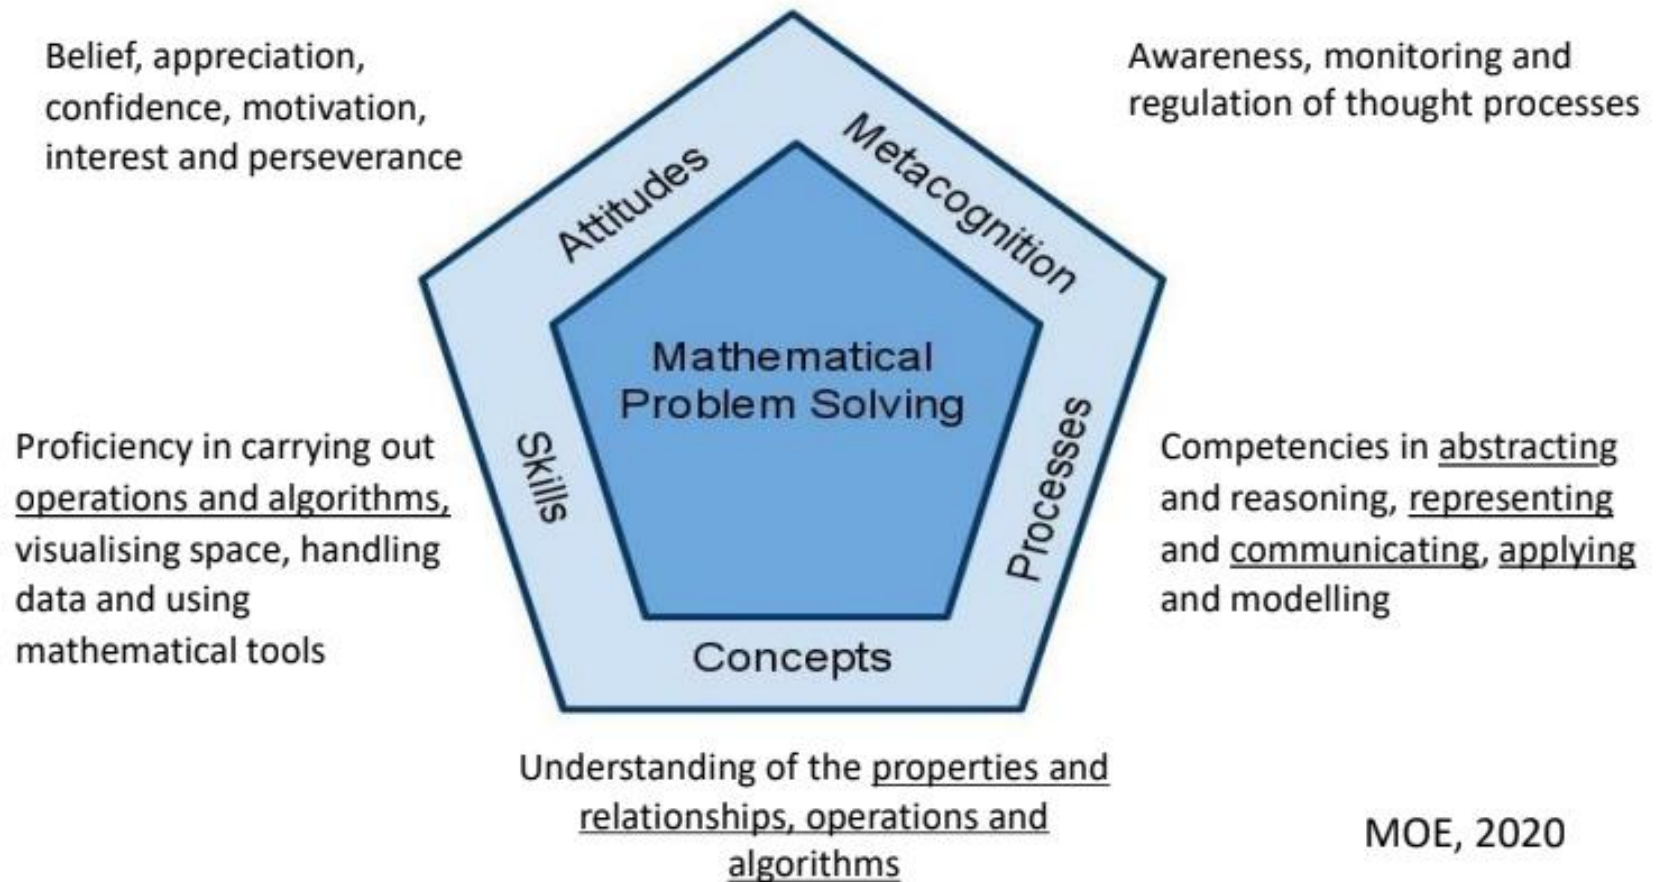 Belief, appreciation,
confidence, motivation,
interest and perseverance
Awareness, monitoring and
regulation of thought processes
Attitudes
Metacognition
Mathematical
Problem Solving
Skills
Processes
Concepts
Proficiency in carrying out
operations and algorithms,
visualising space, handling
data and using
mathematical tools
Competencies in abstracting
and reasoning, representing
and communicating, applying
and modelling
Understanding of the properties and
relationships, operations and
algorithms
MOE, 2020